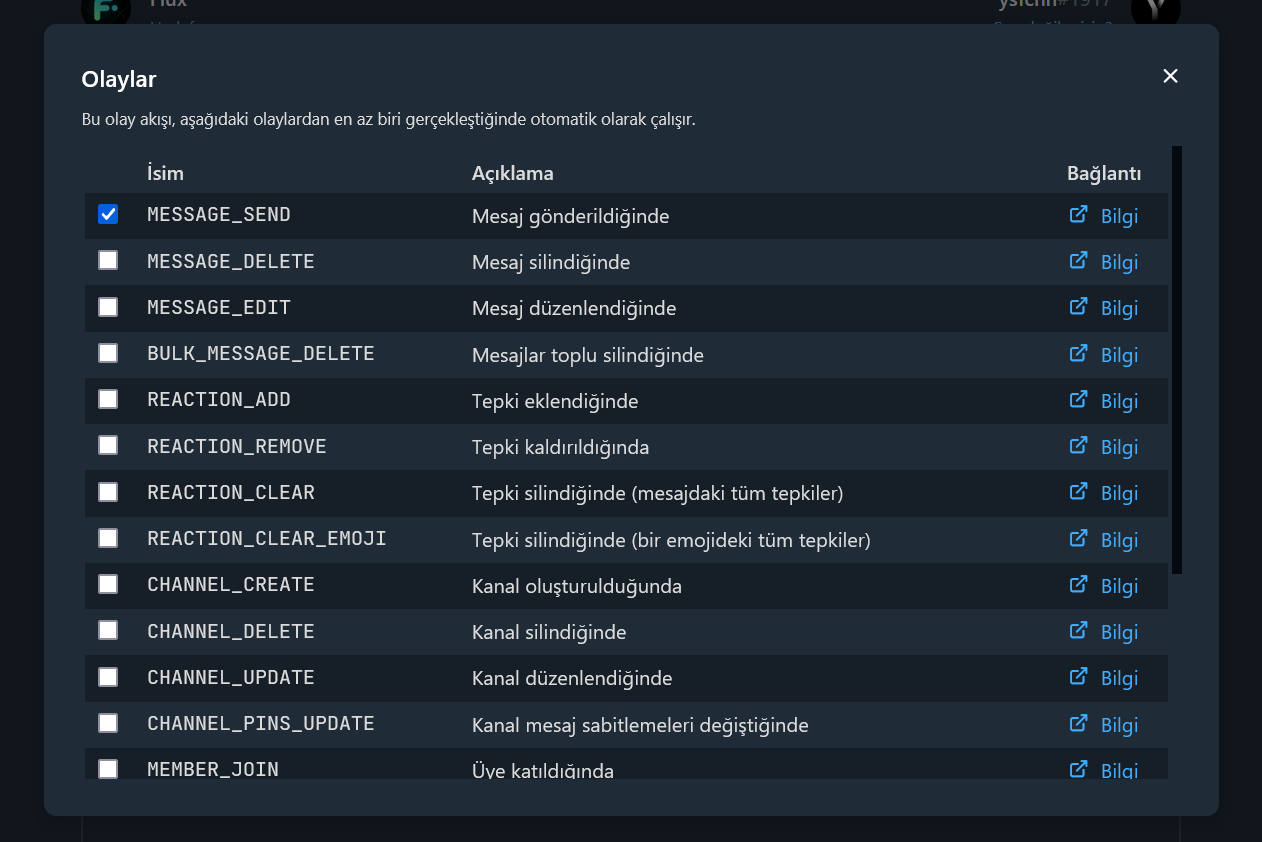 Flux
Olaylar
Bu olay akışı, aşağıdaki olaylardan en az biri gerçekleştiğinde otomatik olarak çalışır.
İsim Açıklama Bağlantı
MESSAGE_SEND Mesaj gönderildiğinde Bilgi
MESSAGE_DELETE Mesaj silindiğinde Bilgi
MESSAGE_EDIT Mesaj düzenlendiğinde Bilgi
BULK_MESSAGE_DELETE Mesajlar toplu silindiğinde Bilgi
REACTION_ADD Tepki eklendiğinde Bilgi
REACTION_REMOVE Tepki kaldırıldığında Bilgi
REACTION_CLEAR Tepki silindiğinde (mesajdaki tüm tepkiler) Bilgi
REACTION_CLEAR_EMOJI Tepki silindiğinde (bir emojideki tüm tepkiler) Bilgi
CHANNEL_CREATE Kanal oluşturulduğunda Bilgi
CHANNEL_DELETE Kanal silindiğinde Bilgi
CHANNEL_UPDATE Kanal düzenlendiğinde Bilgi
CHANNEL_PINS_UPDATE Kanal mesaj sabitlemeleri değiştiğinde Bilgi
MEMBER_JOIN Üye katıldığında Bilgi